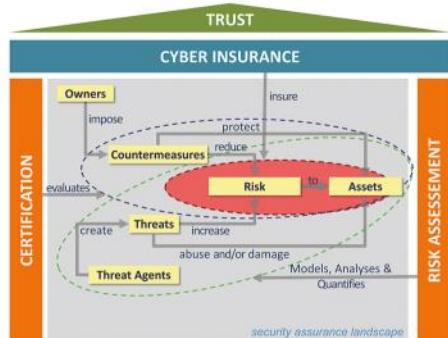 TRUST
CYBER INSURANCE
CERTIFICATION
RISK ASSESSEMENT
Owners
insure
impose
protect
Countermeasures
reduce
Risk
to
Assets
evaluates
Threats
create
increase
abuse and/or damage
Threat Agents
Models, Analyses &
Quantifies
security assurance landscape